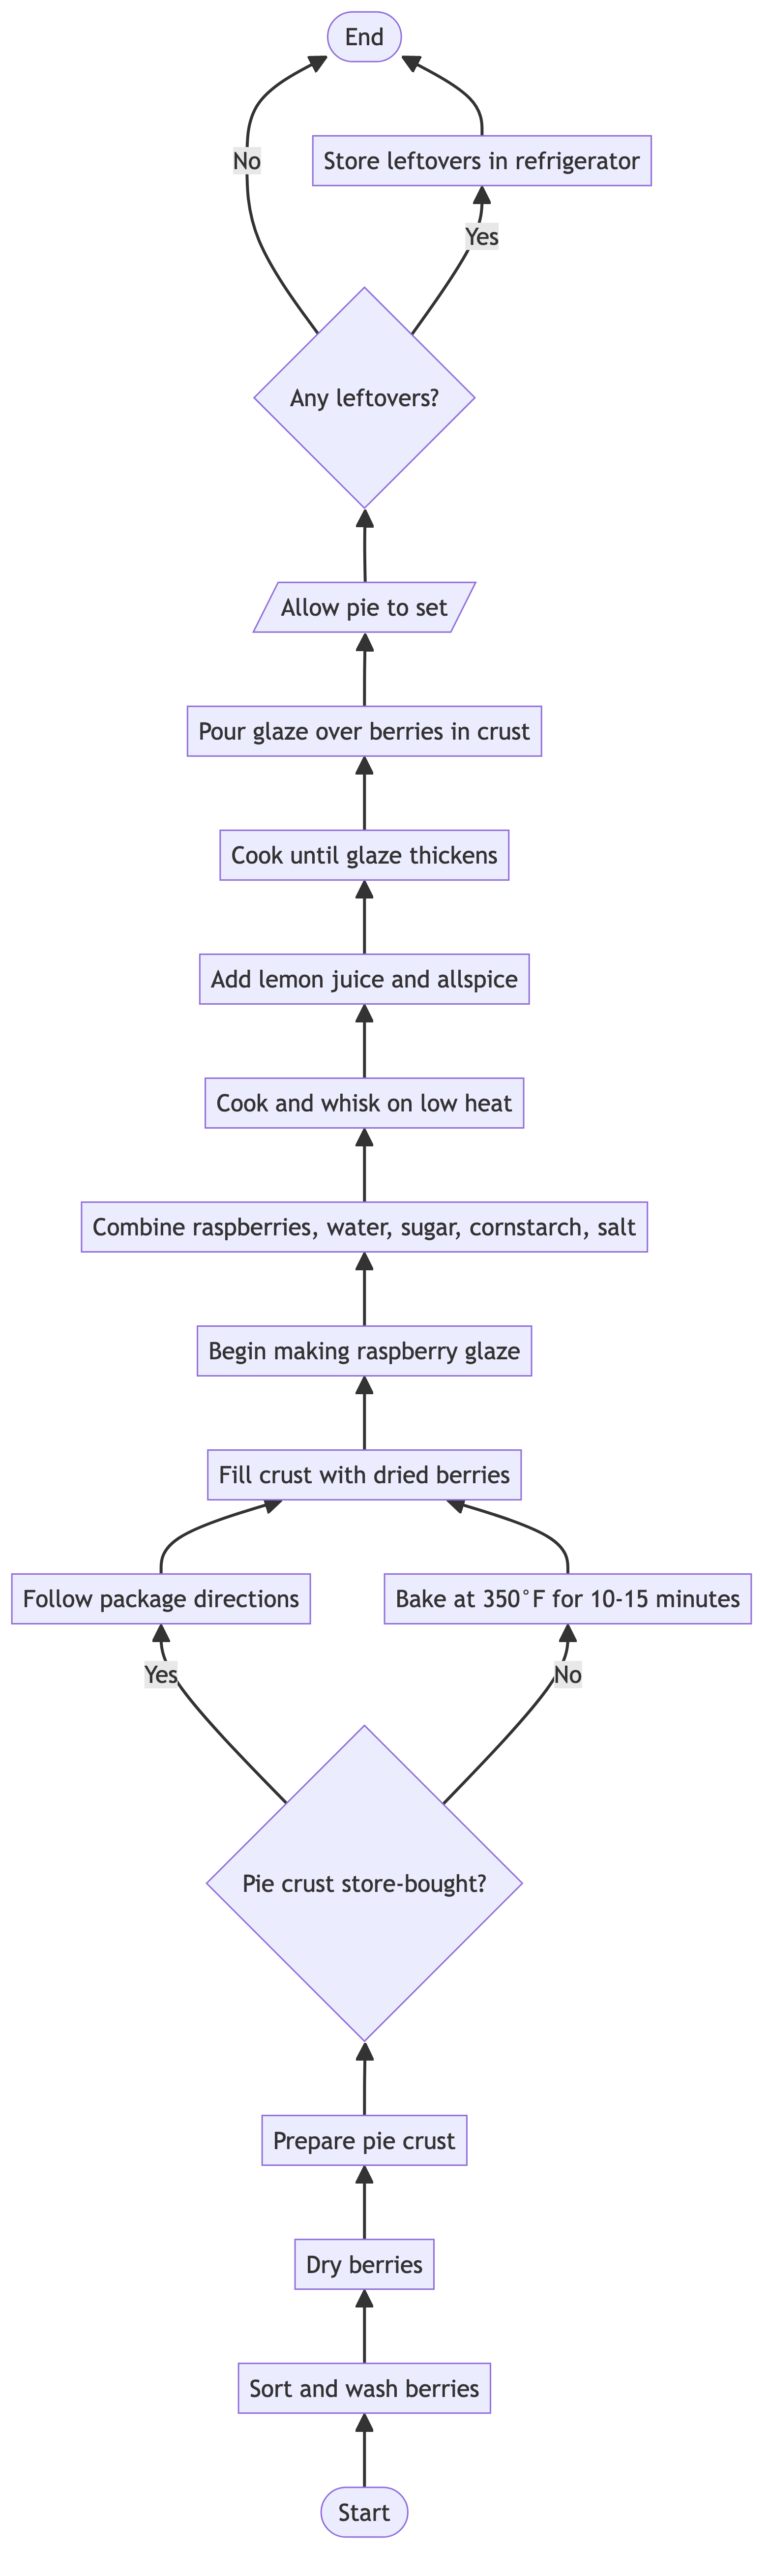 End
Store leftovers in refrigerator
No
Yes
Any leftovers?
Allow pie to set
Pour glaze over berries in crust
Cook until glaze thickens
Add lemon juice and allspice
Cook and whisk on low heat
Combine raspberries, water, sugar, cornstarch, salt
Begin making raspberry glaze
Fill crust with dried berries
Follow package directions
Bake at 350°F for 10-15 minutes
Yes
No
Pie crust store-bought?
Prepare pie crust
Dry berries
Sort and wash berries
Start